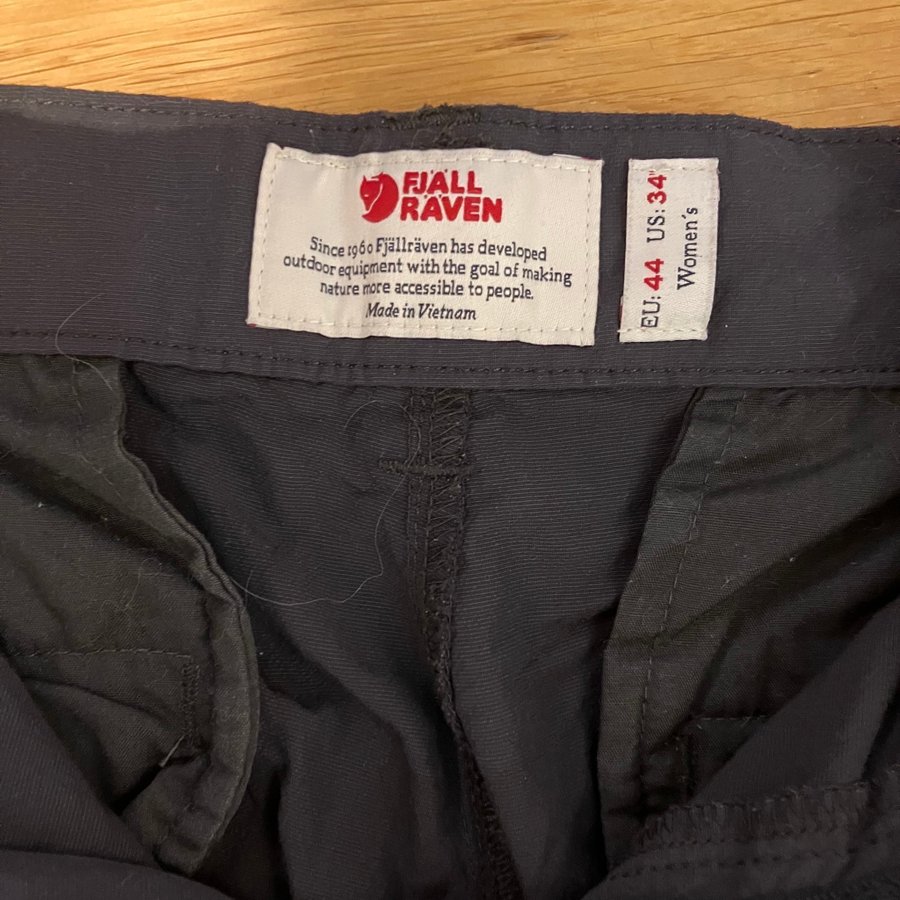 FJÄLL
RÄVEN
Since 1960 Fjällräven has developed
outdoor equipment with the goal of making
nature more accessible to people.
Made in Vietnam
EU: 44 US: 34"
Women´s